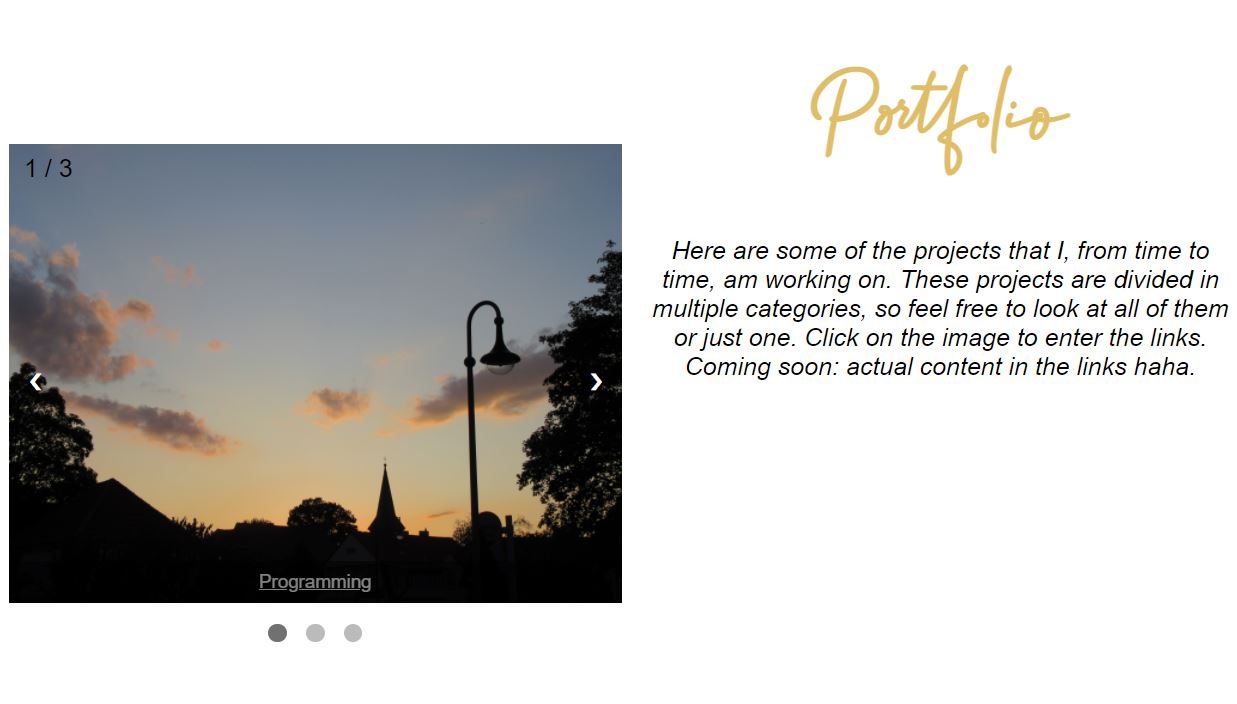 Portfolio
1 / 3
Here are some of the projects that I, from time to
time, am working on. These projects are divided in
multiple categories, so feel free to look at all of them
or just one. Click on the image to enter the links.
Coming soon: actual content in the links haha.
❮
❯
Programming